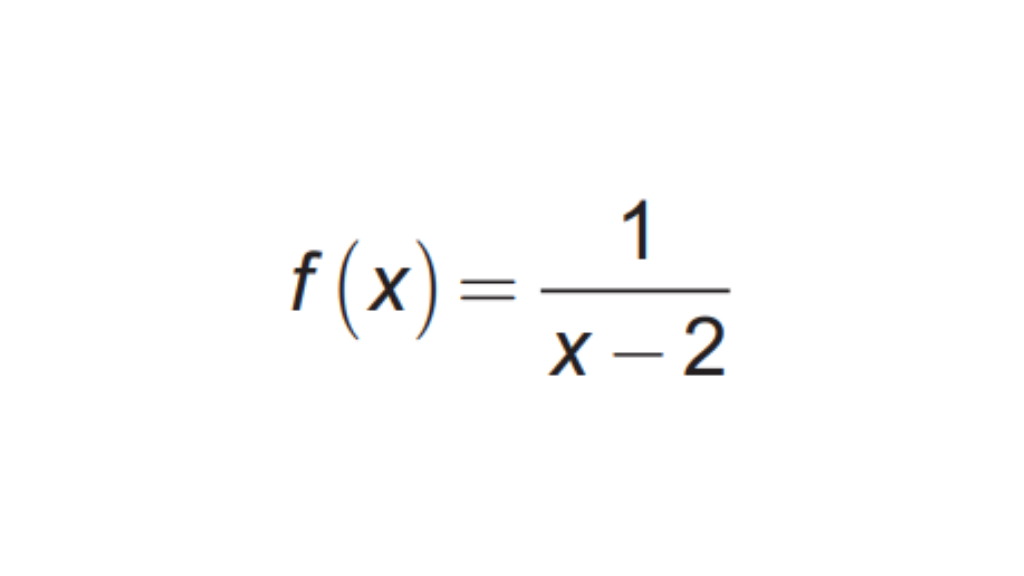 f(x) = 1/(x − 2)